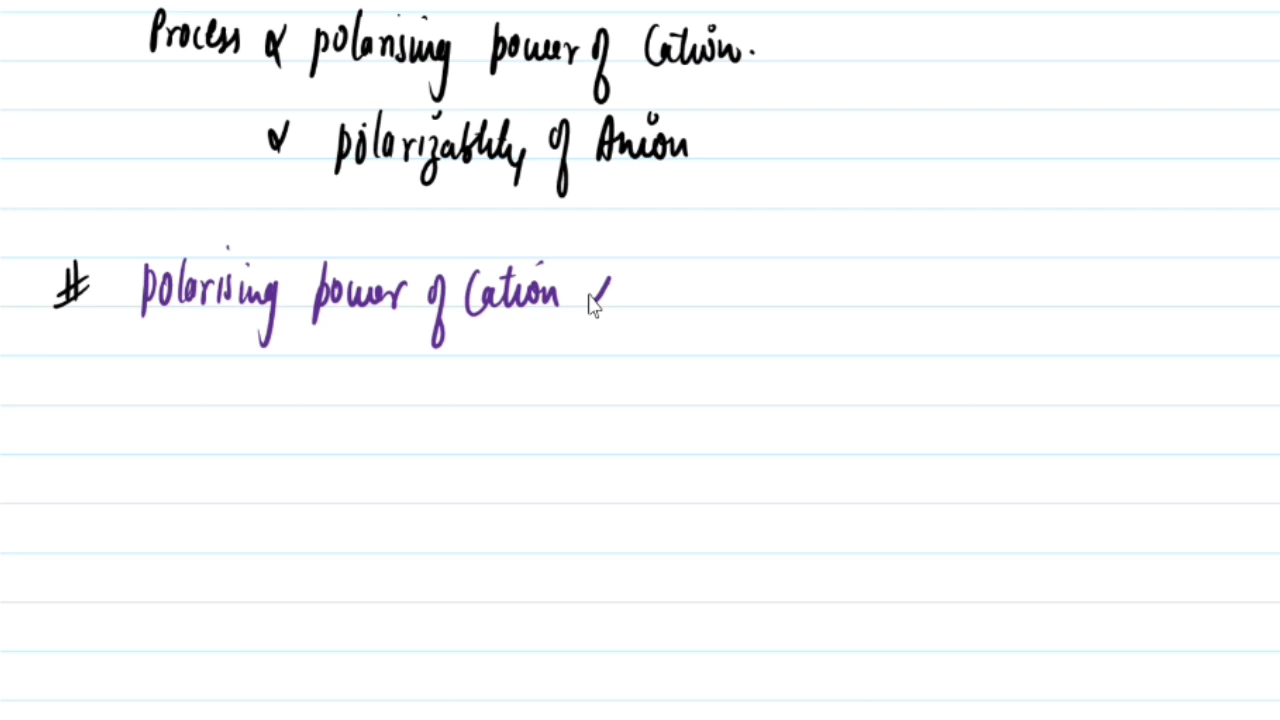 Process α polarising power of Cation.
α polarizability of Anion
# polarising power of Cation